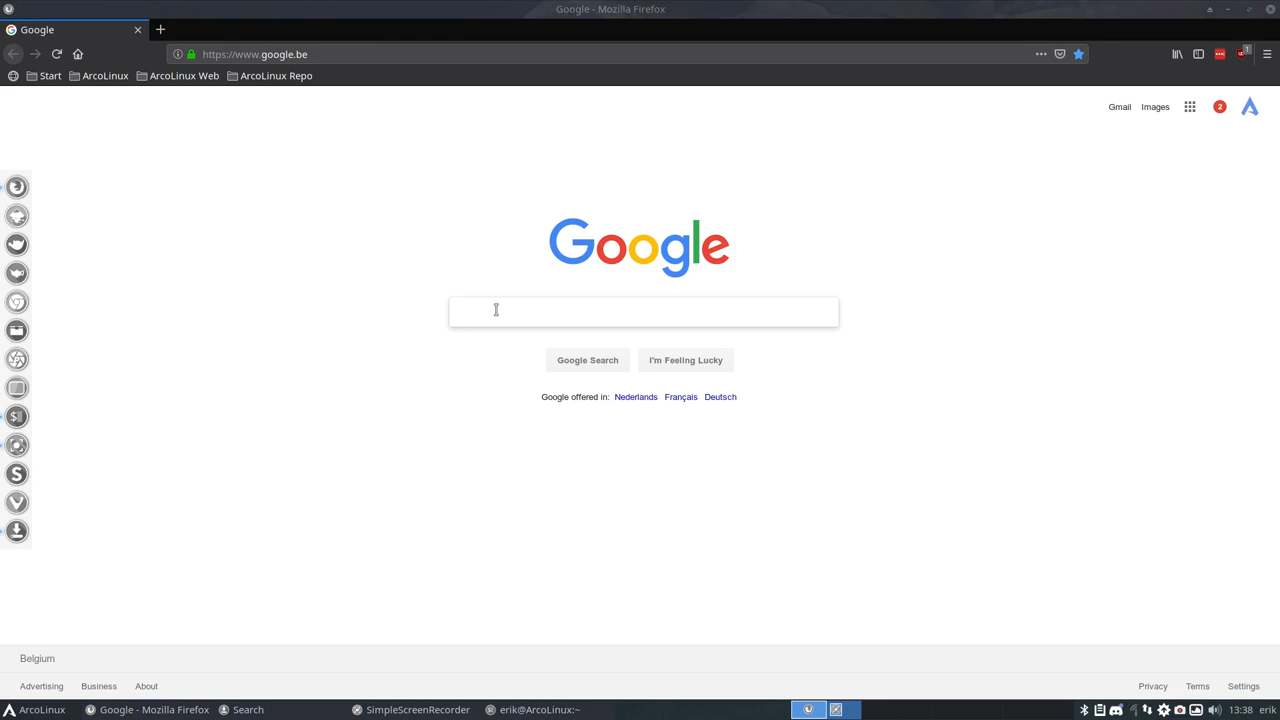 Google - Mozilla Firefox
Google
https://www.google.be
1
Start ArcoLinux ArcoLinux Web ArcoLinux Repo
Gmail Images 2
Google
Google Search I'm Feeling Lucky
Google offered in: Nederlands Français Deutsch
$
S
Belgium
Advertising Business About Privacy Terms Settings
ArcoLinux Google - Mozilla Firefox Search SimpleScreenRecorder erik@ArcoLinux:~ 13:38 erik